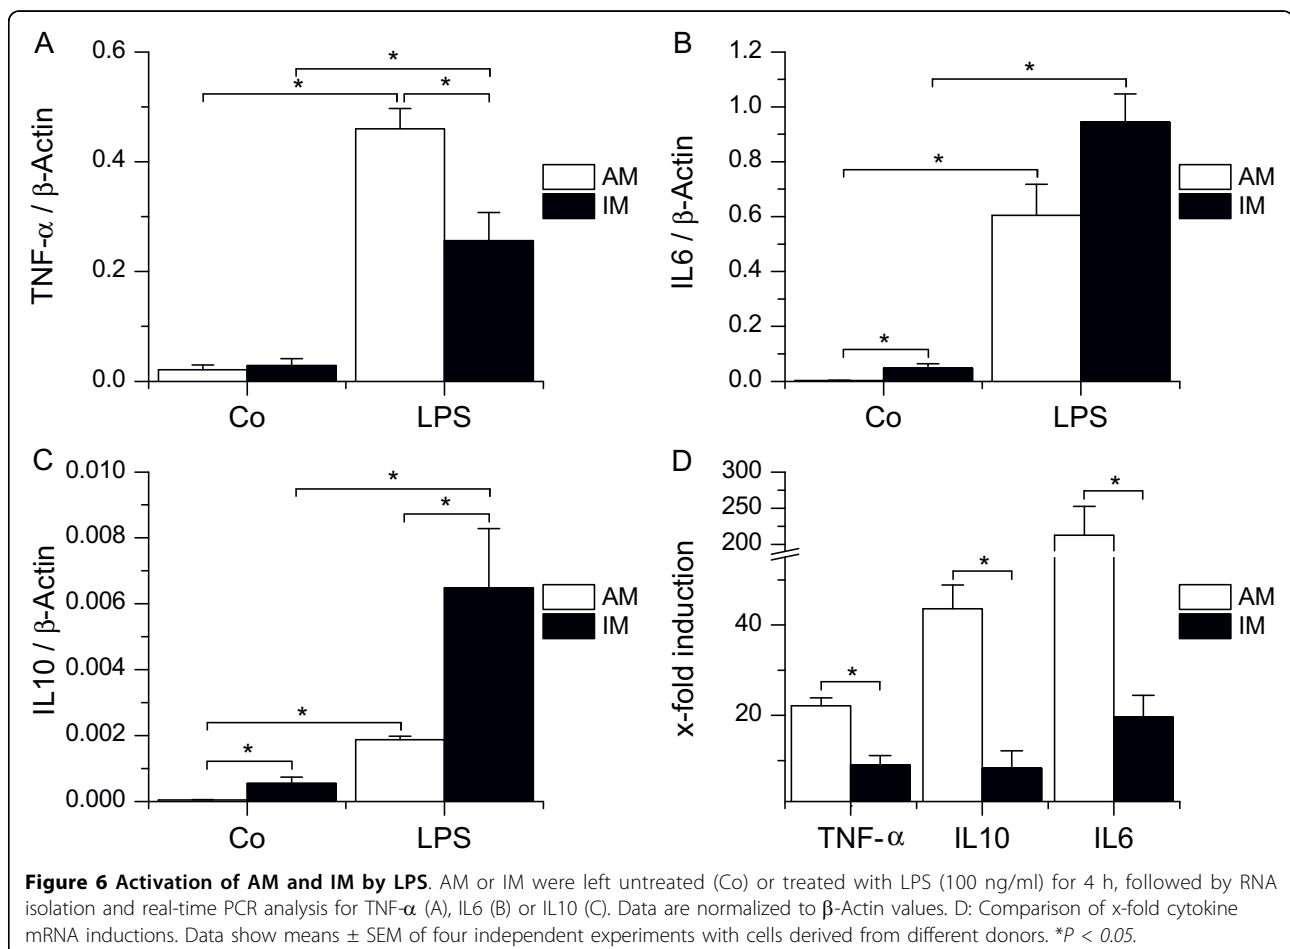 A
0.6
0.4
0.2
0.0
TNF-α / β-Actin
* * *
Co LPS
AM
IM
B
1.2
1.0
0.8
0.6
0.4
0.2
0.0
IL6 / β-Actin
* * *
Co LPS
AM
IM
C
0.010
0.008
0.006
0.004
0.002
0.000
IL10 / β-Actin
* * * *
Co LPS
AM
IM
D
300
250
200
40
20
x-fold induction
* * *
TNF-α IL10 IL6
AM
IM
Figure 6 Activation of AM and IM by LPS. AM or IM were left untreated (Co) or treated with LPS (100 ng/ml) for 4 h, followed by RNA
isolation and real-time PCR analysis for TNF-α (A), IL6 (B) or IL10 (C). Data are normalized to β-Actin values. D: Comparison of x-fold cytokine
mRNA inductions. Data show means ± SEM of four independent experiments with cells derived from different donors. *P < 0.05.